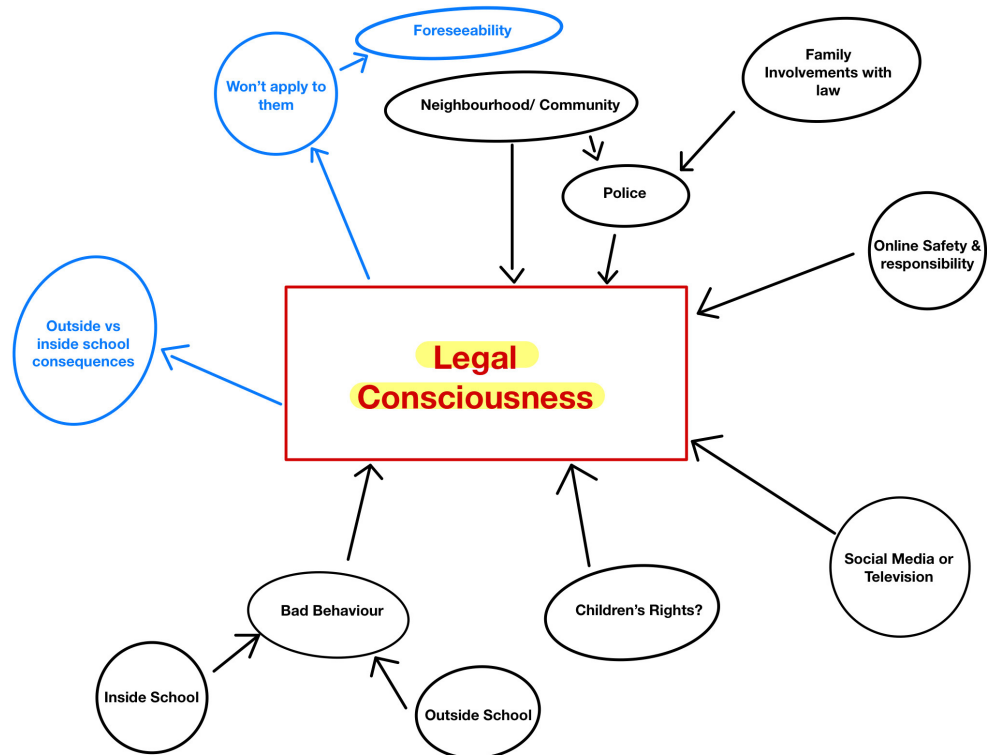 Foreseeability
Won't apply to
them
Neighbourhood/ Community
Family
Involvements with
law
Police
Online Safety &
responsibility
Outside vs
inside school
consequences
Legal
Consciousness
Social Media or
Television
Bad Behaviour
Children's Rights?
Inside School
Outside School